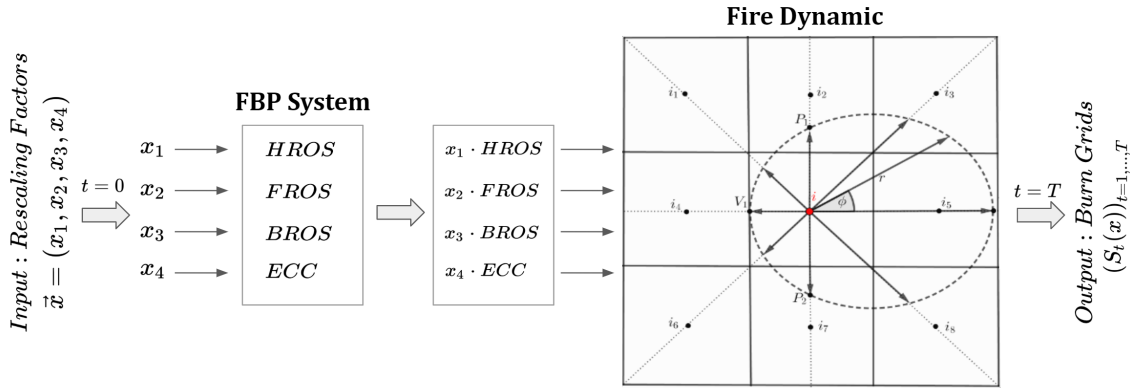 Fire Dynamic
Input : Rescaling Factors
x⃗ = (x₁, x₂, x₃, x₄)
t = 0
x₁
x₂
x₃
x₄
FBP System
HROS
FROS
BROS
ECC
x₁ · HROS
x₂ · FROS
x₃ · BROS
x₄ · ECC
i₁
i₂
i₃
P₁
r
V₁
i
ϕ
i₄
i₅
P₂
i₆
i₇
i₈
t = T
Output : Burn Grids
(Sₜ(x))ₜ₌₁,...,T